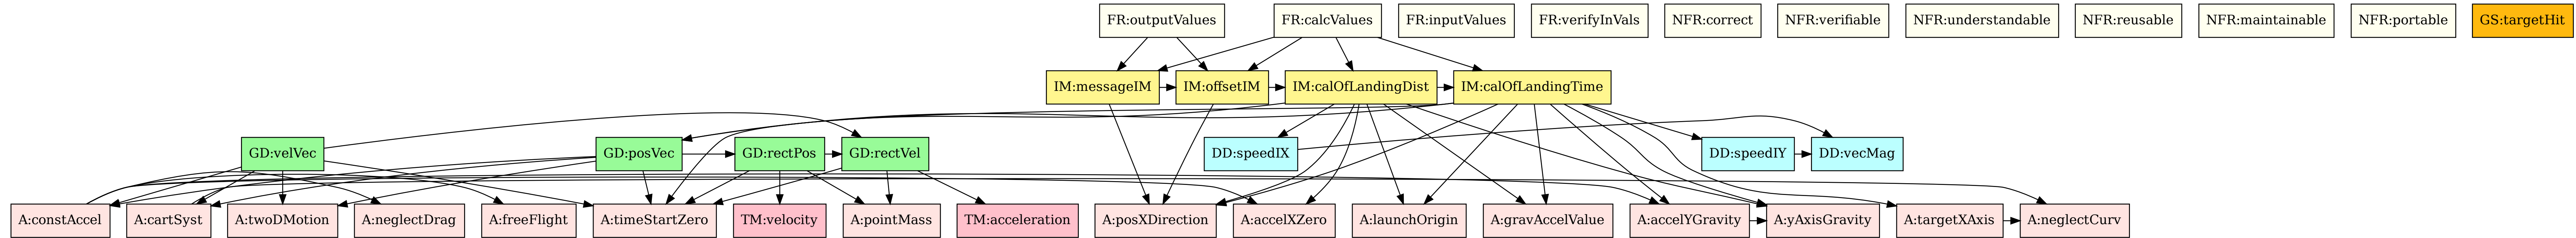 FR:outputValues
FR:calcValues
FR:inputValues
FR:verifyInVals
NFR:correct
NFR:verifiable
NFR:understandable
NFR:reusable
NFR:maintainable
NFR:portable
GS:targetHit
IM:messageIM
IM:offsetIM
IM:calOfLandingDist
IM:calOfLandingTime
GD:velVec
GD:posVec
GD:rectPos
GD:rectVel
DD:speedIX
DD:speedIY
DD:vecMag
A:constAccel
A:cartSyst
A:twoDMotion
A:neglectDrag
A:freeFlight
A:timeStartZero
TM:velocity
A:pointMass
TM:acceleration
A:posXDirection
A:accelXZero
A:launchOrigin
A:gravAccelValue
A:accelYGravity
A:yAxisGravity
A:targetXAxis
A:neglectCurv